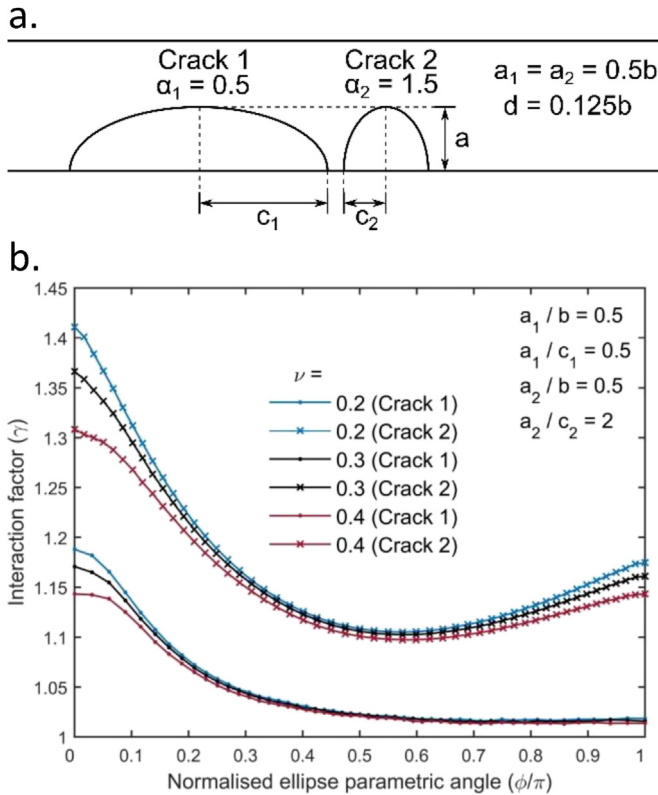 a.
Crack 1
α₁ = 0.5
Crack 2
α₂ = 1.5
a₁ = a₂ = 0.5b
d = 0.125b
a
c₁
c₂
b.
1.45
1.4
1.35
1.3
1.25
1.2
1.15
1.1
1.05
1
Interaction factor (γ)
ν =
0.2 (Crack 1)
0.2 (Crack 2)
0.3 (Crack 1)
0.3 (Crack 2)
0.4 (Crack 1)
0.4 (Crack 2)
a₁ / b = 0.5
a₁ / c₁ = 0.5
a₂ / b = 0.5
a₂ / c₂ = 2
0 0.1 0.2 0.3 0.4 0.5 0.6 0.7 0.8 0.9 1
Normalised ellipse parametric angle (ϕ/π)